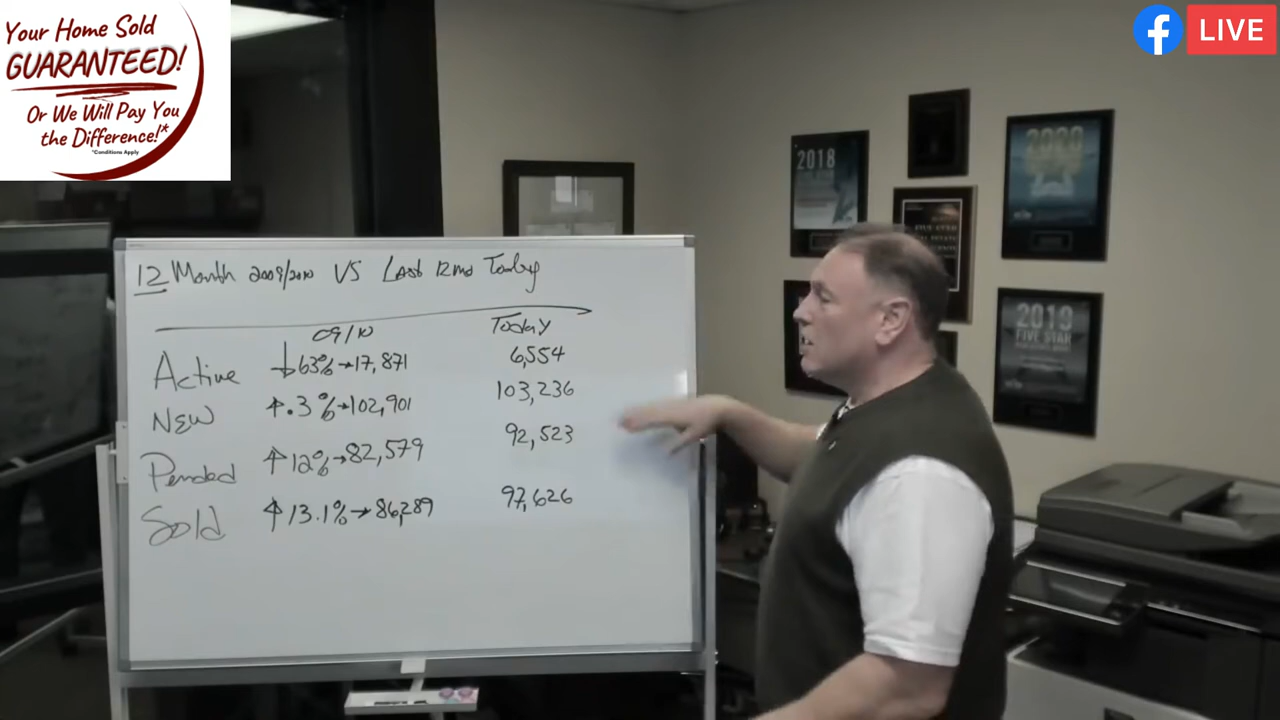 Your Home Sold
GUARANTEED!
Or We Will Pay You
the Difference!*
*Conditions Apply
LIVE
2018
2020
2019
FIVE STAR
12 Month 2009/2010 VS Last 12mo Today
09/10 Today
Active ↓63%→17,871 6,554
NEW ↑.3%→102,901 103,236
Pended ↑12%→82,579 92,523
Sold ↑13.1%→86,289 97,626